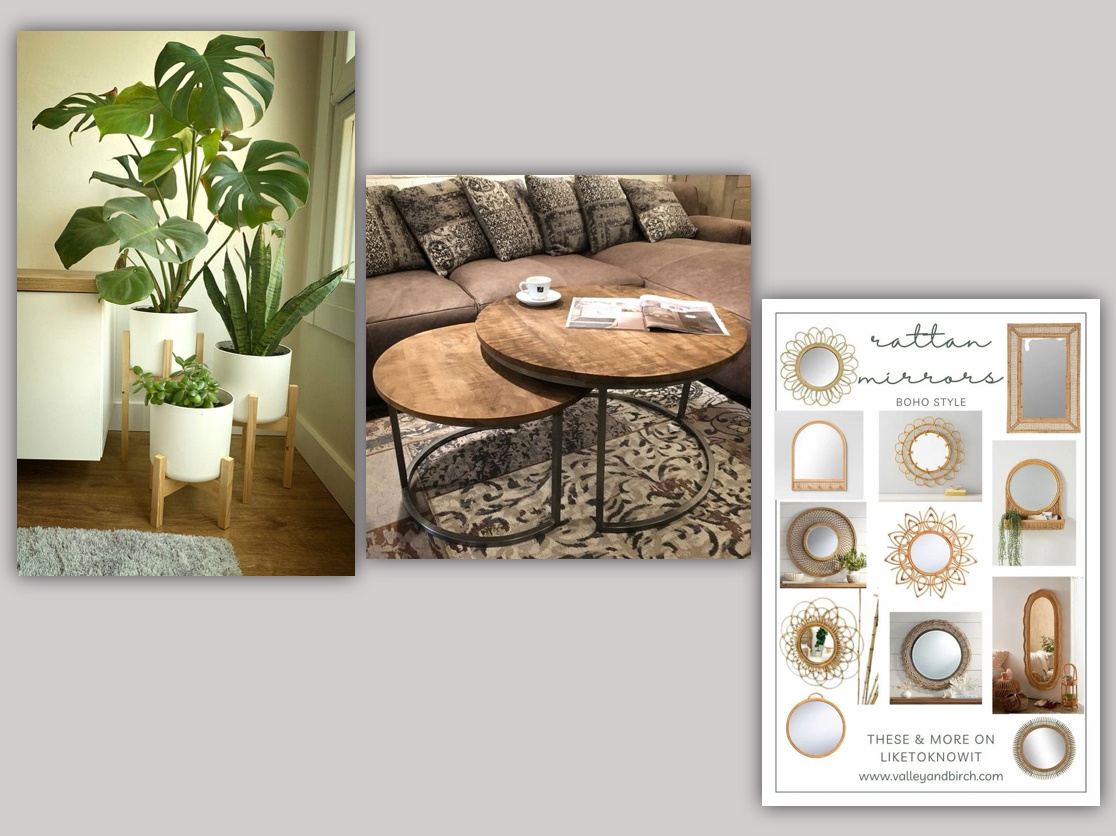 rattan
mirrors
BOHO STYLE
THESE & MORE ON
LIKETOKNOWIT
www.valleyandbirch.com